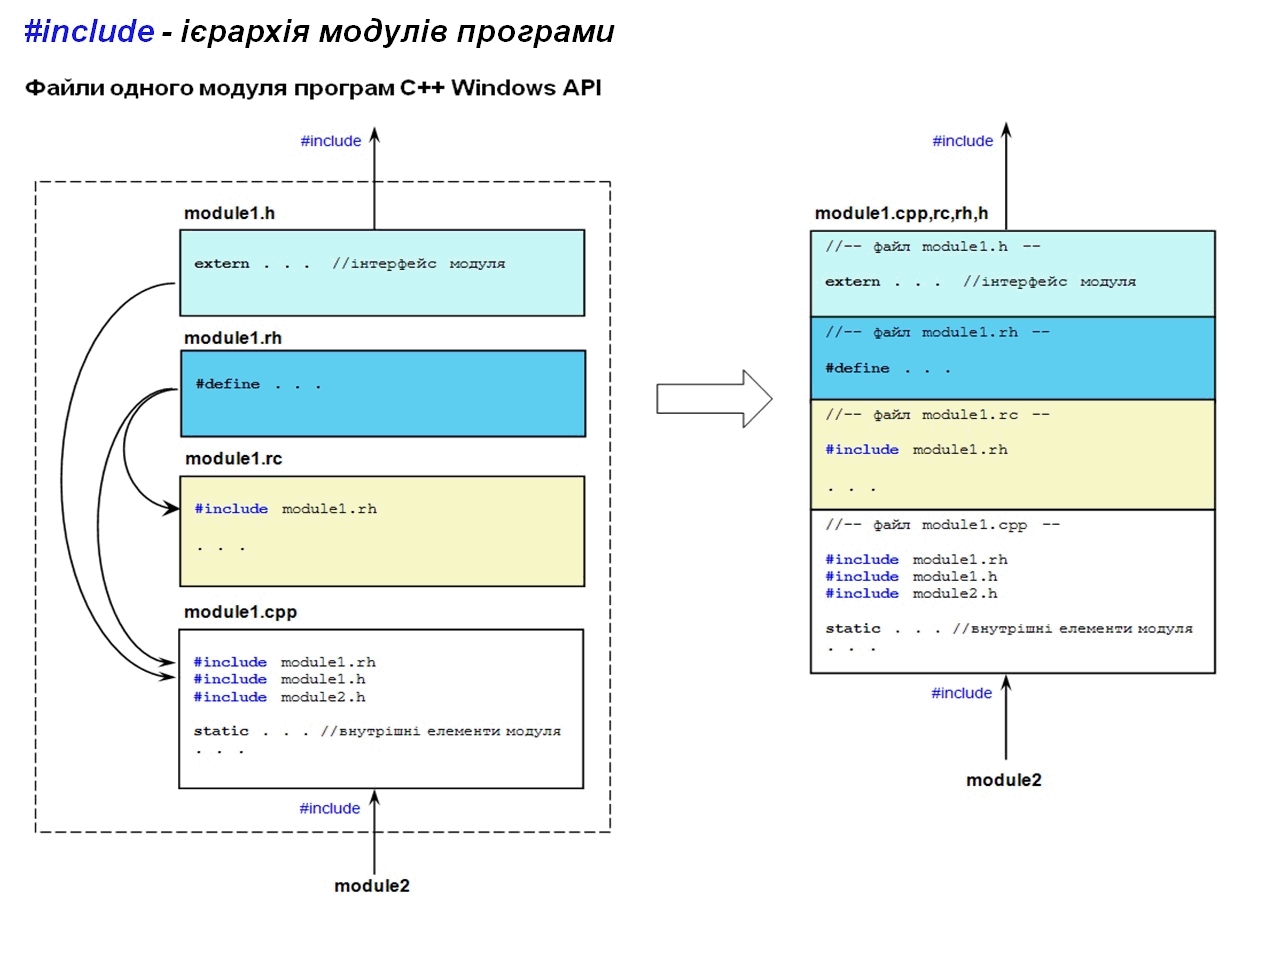 #include - ієрархія модулів програми
Файли одного модуля програм C++ Windows API
#include
module1.h
extern . . . //інтерфейс модуля
module1.rh
#define . . .
module1.rc
#include module1.rh
. . .
module1.cpp
#include module1.rh
#include module1.h
#include module2.h
static . . . //внутрішні елементи модуля
. . .
#include
module2
#include
module1.cpp,rc,rh,h
//-- файл module1.h --
extern . . . //інтерфейс модуля
//-- файл module1.rh --
#define . . .
//-- файл module1.rc --
#include module1.rh
. . .
//-- файл module1.cpp --
#include module1.rh
#include module1.h
#include module2.h
static . . . //внутрішні елементи модуля
. . .
#include
module2